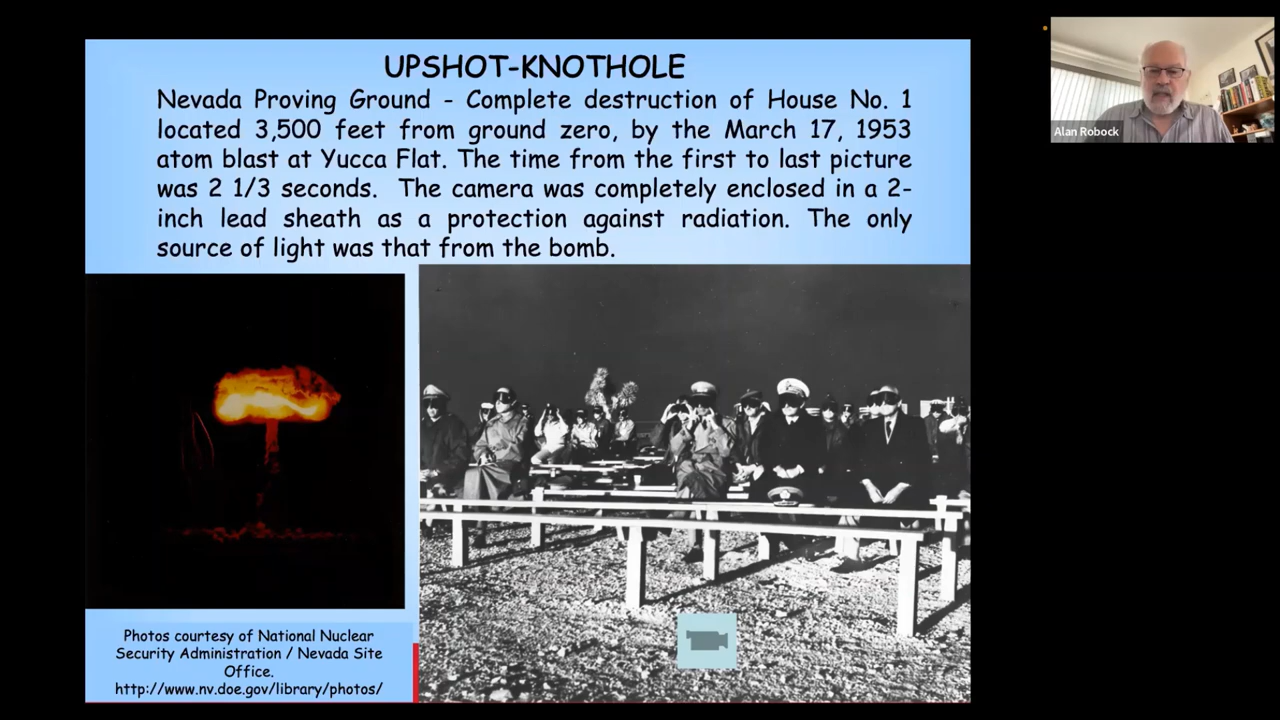 UPSHOT-KNOTHOLE
Nevada Proving Ground - Complete destruction of House No. 1
located 3,500 feet from ground zero, by the March 17, 1953
atom blast at Yucca Flat. The time from the first to last picture
was 2 1/3 seconds. The camera was completely enclosed in a 2-
inch lead sheath as a protection against radiation. The only
source of light was that from the bomb.
Photos courtesy of National Nuclear
Security Administration / Nevada Site
Office.
http://www.nv.doe.gov/library/photos/
Alan Robock